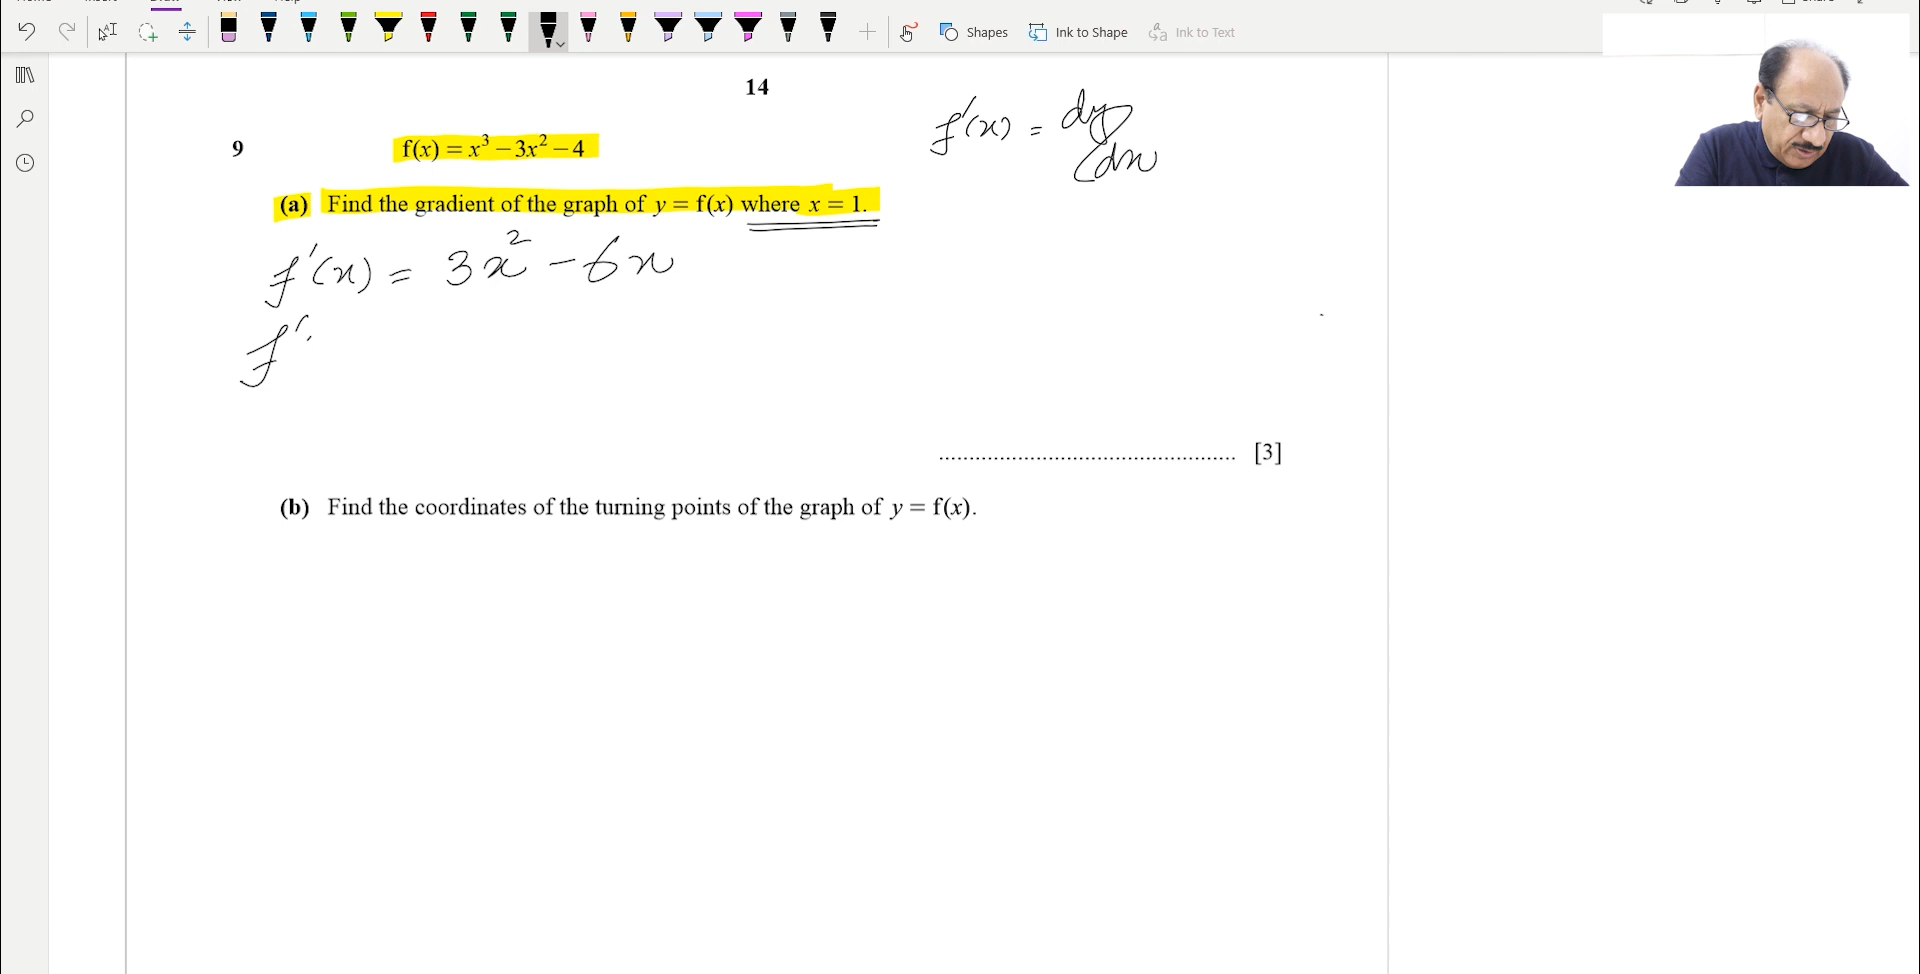 Shapes Ink to Shape Ink to Text
14
f'(x) = dy/dx
9 f(x) = x³ – 3x² – 4
(a) Find the gradient of the graph of y = f(x) where x = 1.
f'(x) = 3x² – 6x
f'
.................................................. [3]
(b) Find the coordinates of the turning points of the graph of y = f(x).